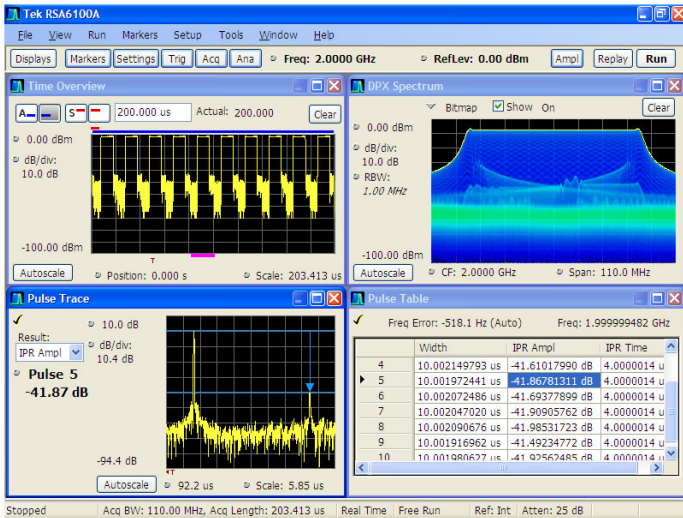 Tek RSA6100A
File View Run Markers Setup Tools Window Help
Displays Markers Settings Trig Acq Ana Freq: 2.0000 GHz RefLev: 0.00 dBm Ampl Replay Run
Time Overview
A S 200.000 us Actual: 200.000 Clear
0.00 dBm
dB/div:
10.0 dB
-100.00 dBm
T
Autoscale Position: 0.000 s Scale: 203.413 us
DPX Spectrum
Bitmap Show On Clear
0.00 dBm
dB/div:
10.0 dB
RBW:
1.00 MHz
-100.00 dBm
Autoscale CF: 2.0000 GHz Span: 110.0 MHz
Pulse Trace
Result:
IPR Ampl
Pulse 5
-41.87 dB
10.0 dB
dB/div:
10.4 dB
-94.4 dB
T
Autoscale 92.2 us Scale: 5.85 us
Pulse Table
Freq Error: -518.1 Hz (Auto) Freq: 1.999999482 GHz
Width IPR Ampl IPR Time
4 10.002149793 us -41.61017990 dB 4.0000014 u
5 10.001972441 us -41.86781311 dB 4.0000014 u
6 10.002072486 us -41.69377899 dB 4.0000014 u
7 10.002047020 us -41.90905762 dB 4.0000014 u
8 10.002090676 us -41.98531723 dB 4.0000014 u
9 10.001916962 us -41.49234772 dB 4.0000014 u
10 10.001980627 us -41.92562485 dB 4.0000014 u
Stopped Acq BW: 110.00 MHz, Acq Length: 203.413 us Real Time Free Run Ref: Int Atten: 25 dB